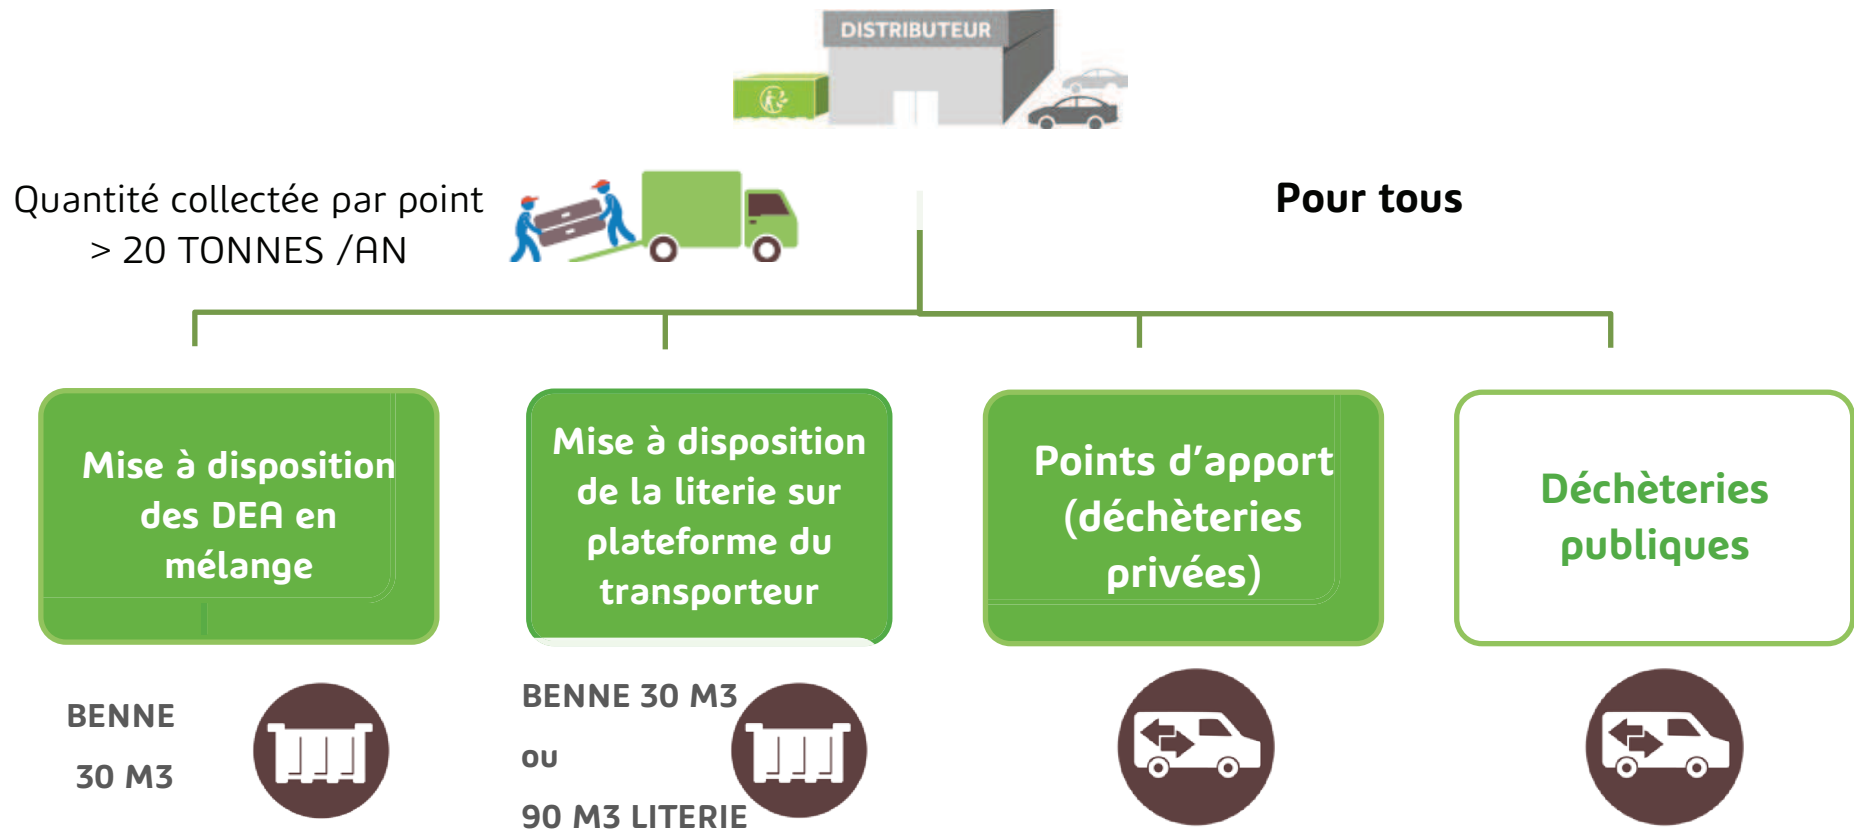 DISTRIBUTEUR
Quantité collectée par point
> 20 TONNES /AN
Pour tous
Mise à disposition
des DEA en
mélange
Mise à disposition
de la literie sur
plateforme du
transporteur
Points d'apport
(déchèteries
privées)
Déchèteries
publiques
BENNE
30 M3
BENNE 30 M3
ou
90 M3 LITERIE